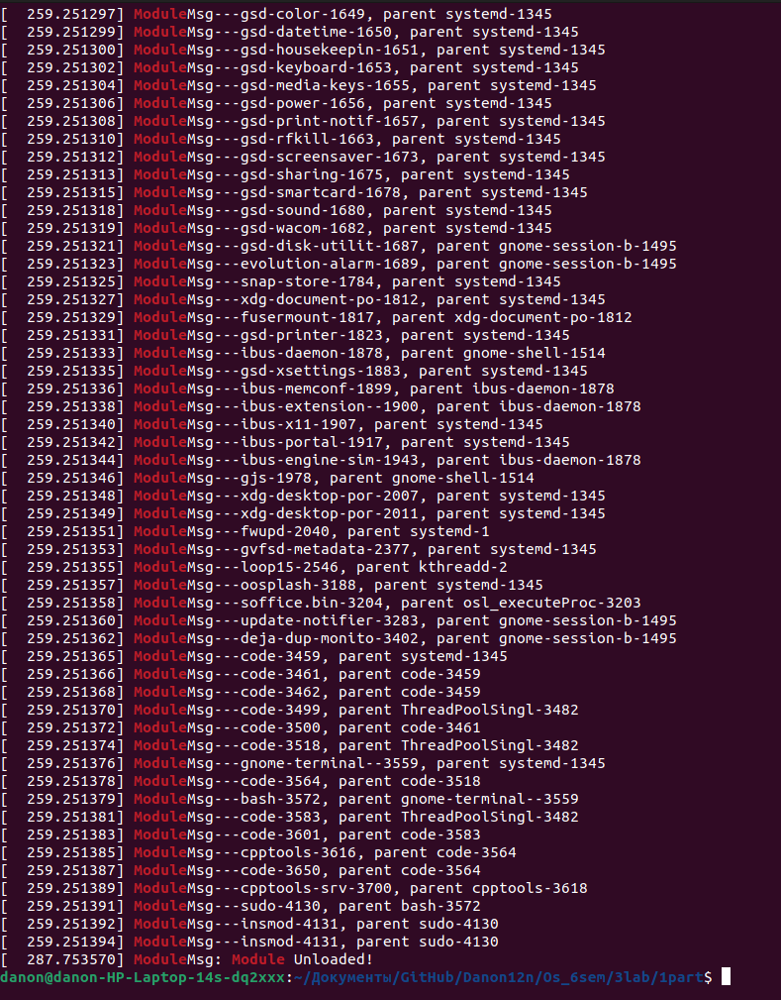 [  259.251297] ModuleMsg---gsd-color-1649, parent systemd-1345
[  259.251299] ModuleMsg---gsd-datetime-1650, parent systemd-1345
[  259.251300] ModuleMsg---gsd-housekeepin-1651, parent systemd-1345
[  259.251302] ModuleMsg---gsd-keyboard-1653, parent systemd-1345
[  259.251304] ModuleMsg---gsd-media-keys-1655, parent systemd-1345
[  259.251306] ModuleMsg---gsd-power-1656, parent systemd-1345
[  259.251308] ModuleMsg---gsd-print-notif-1657, parent systemd-1345
[  259.251310] ModuleMsg---gsd-rfkill-1663, parent systemd-1345
[  259.251312] ModuleMsg---gsd-screensaver-1673, parent systemd-1345
[  259.251313] ModuleMsg---gsd-sharing-1675, parent systemd-1345
[  259.251315] ModuleMsg---gsd-smartcard-1678, parent systemd-1345
[  259.251318] ModuleMsg---gsd-sound-1680, parent systemd-1345
[  259.251319] ModuleMsg---gsd-wacom-1682, parent systemd-1345
[  259.251321] ModuleMsg---gsd-disk-utilit-1687, parent gnome-session-b-1495
[  259.251323] ModuleMsg---evolution-alarm-1689, parent gnome-session-b-1495
[  259.251325] ModuleMsg---snap-store-1784, parent systemd-1345
[  259.251327] ModuleMsg---xdg-document-po-1812, parent systemd-1345
[  259.251329] ModuleMsg---fusermount-1817, parent xdg-document-po-1812
[  259.251331] ModuleMsg---gsd-printer-1823, parent systemd-1345
[  259.251333] ModuleMsg---ibus-daemon-1878, parent gnome-shell-1514
[  259.251335] ModuleMsg---gsd-xsettings-1883, parent systemd-1345
[  259.251336] ModuleMsg---ibus-memconf-1899, parent ibus-daemon-1878
[  259.251338] ModuleMsg---ibus-extension--1900, parent ibus-daemon-1878
[  259.251340] ModuleMsg---ibus-x11-1907, parent systemd-1345
[  259.251342] ModuleMsg---ibus-portal-1917, parent systemd-1345
[  259.251344] ModuleMsg---ibus-engine-sim-1943, parent ibus-daemon-1878
[  259.251346] ModuleMsg---gjs-1978, parent gnome-shell-1514
[  259.251348] ModuleMsg---xdg-desktop-por-2007, parent systemd-1345
[  259.251349] ModuleMsg---xdg-desktop-por-2011, parent systemd-1345
[  259.251351] ModuleMsg---fwupd-2040, parent systemd-1
[  259.251353] ModuleMsg---gvfsd-metadata-2377, parent systemd-1345
[  259.251355] ModuleMsg---loop15-2546, parent kthreadd-2
[  259.251357] ModuleMsg---oosplash-3188, parent systemd-1345
[  259.251358] ModuleMsg---soffice.bin-3204, parent osl_executeProc-3203
[  259.251360] ModuleMsg---update-notifier-3283, parent gnome-session-b-1495
[  259.251362] ModuleMsg---deja-dup-monito-3402, parent gnome-session-b-1495
[  259.251365] ModuleMsg---code-3459, parent systemd-1345
[  259.251366] ModuleMsg---code-3461, parent code-3459
[  259.251368] ModuleMsg---code-3462, parent code-3459
[  259.251370] ModuleMsg---code-3499, parent ThreadPoolSingl-3482
[  259.251372] ModuleMsg---code-3500, parent code-3461
[  259.251374] ModuleMsg---code-3518, parent ThreadPoolSingl-3482
[  259.251376] ModuleMsg---gnome-terminal--3559, parent systemd-1345
[  259.251378] ModuleMsg---code-3564, parent code-3518
[  259.251379] ModuleMsg---bash-3572, parent gnome-terminal--3559
[  259.251381] ModuleMsg---code-3583, parent ThreadPoolSingl-3482
[  259.251383] ModuleMsg---code-3601, parent code-3583
[  259.251385] ModuleMsg---cpptools-3616, parent code-3564
[  259.251387] ModuleMsg---code-3650, parent code-3564
[  259.251389] ModuleMsg---cpptools-srv-3700, parent cpptools-3618
[  259.251391] ModuleMsg---sudo-4130, parent bash-3572
[  259.251392] ModuleMsg---insmod-4131, parent sudo-4130
[  259.251394] ModuleMsg---insmod-4131, parent sudo-4130
[  287.753570] ModuleMsg: Module Unloaded!
danon@danon-HP-Laptop-14s-dq2xxx:~/Документы/GitHub/Danon12n/Os_6sem/3lab/1part$